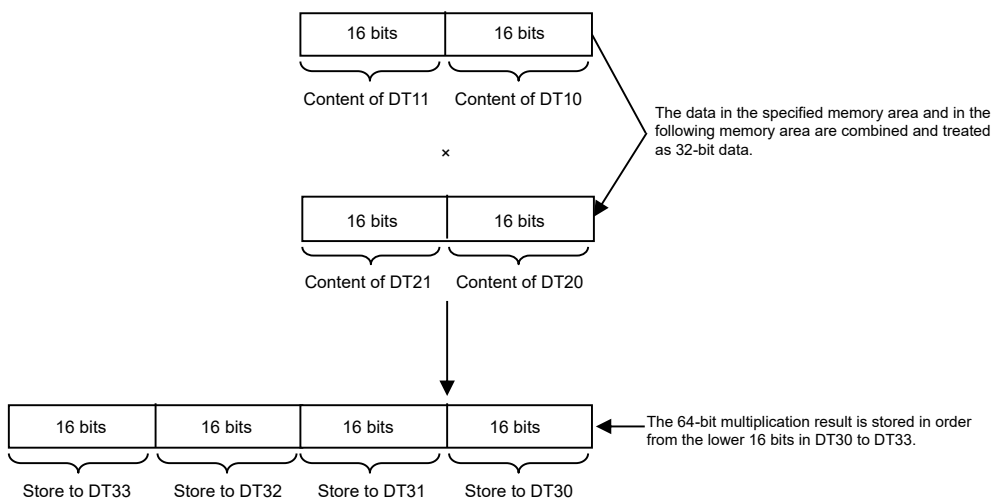 16 bits 16 bits
Content of DT11 Content of DT10
The data in the specified memory area and in the
following memory area are combined and treated
as 32-bit data.
×
16 bits 16 bits
Content of DT21 Content of DT20
16 bits 16 bits 16 bits 16 bits
The 64-bit multiplication result is stored in order
from the lower 16 bits in DT30 to DT33.
Store to DT33 Store to DT32 Store to DT31 Store to DT30